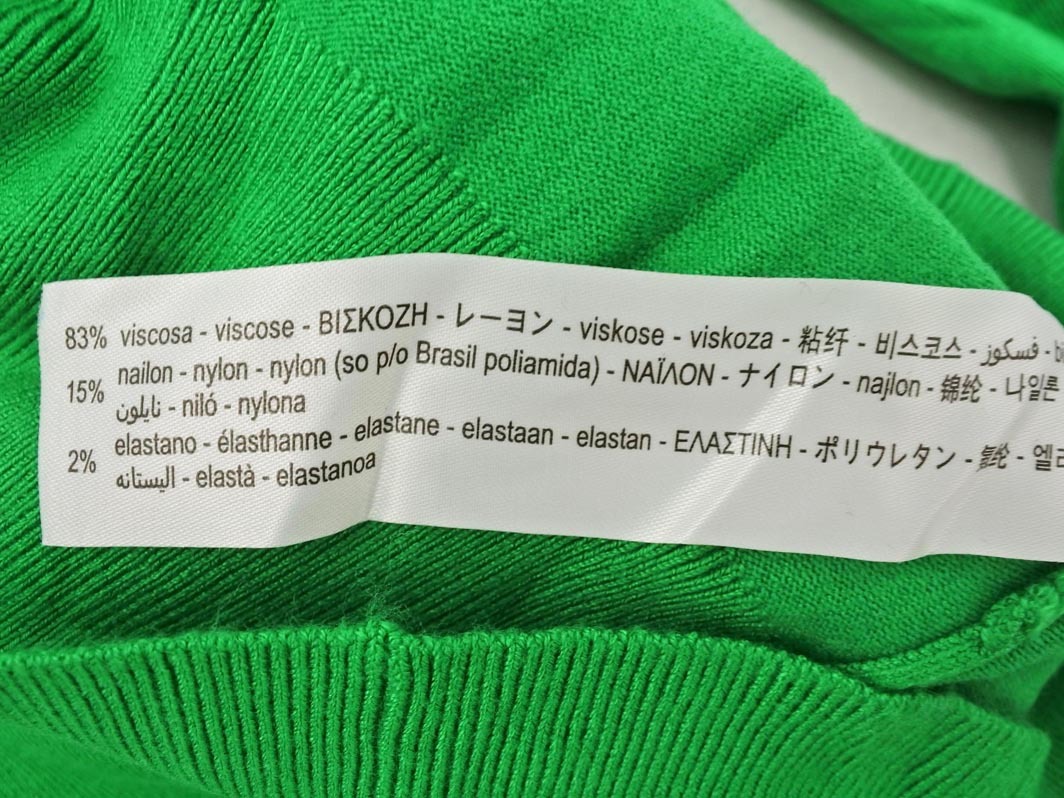 83% viscosa - viscose - ΒΙΣΚΟΖΗ - レーヨン - viskose - viskoza - 粘纤 - 비스코스 - فسكوز -
15% nailon - nylon - nylon (so p/o Brasil poliamida) - ΝΑΪΛΟΝ - ナイロン - najlon - 锦纶 - 나일론
نايلون - niló - nylona
2% elastano - élasthanne - elastane - elastaan - elastan - ΕΛΑΣΤΙΝΗ - ポリウレタン - 氨纶 -
اليستانه - elastà - elastanoa